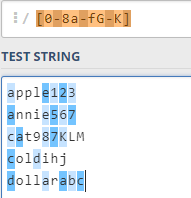 / [0-8a-fG-K]
TEST STRING
apple123
annie567
cat987KLM
coldihj
dollarabc